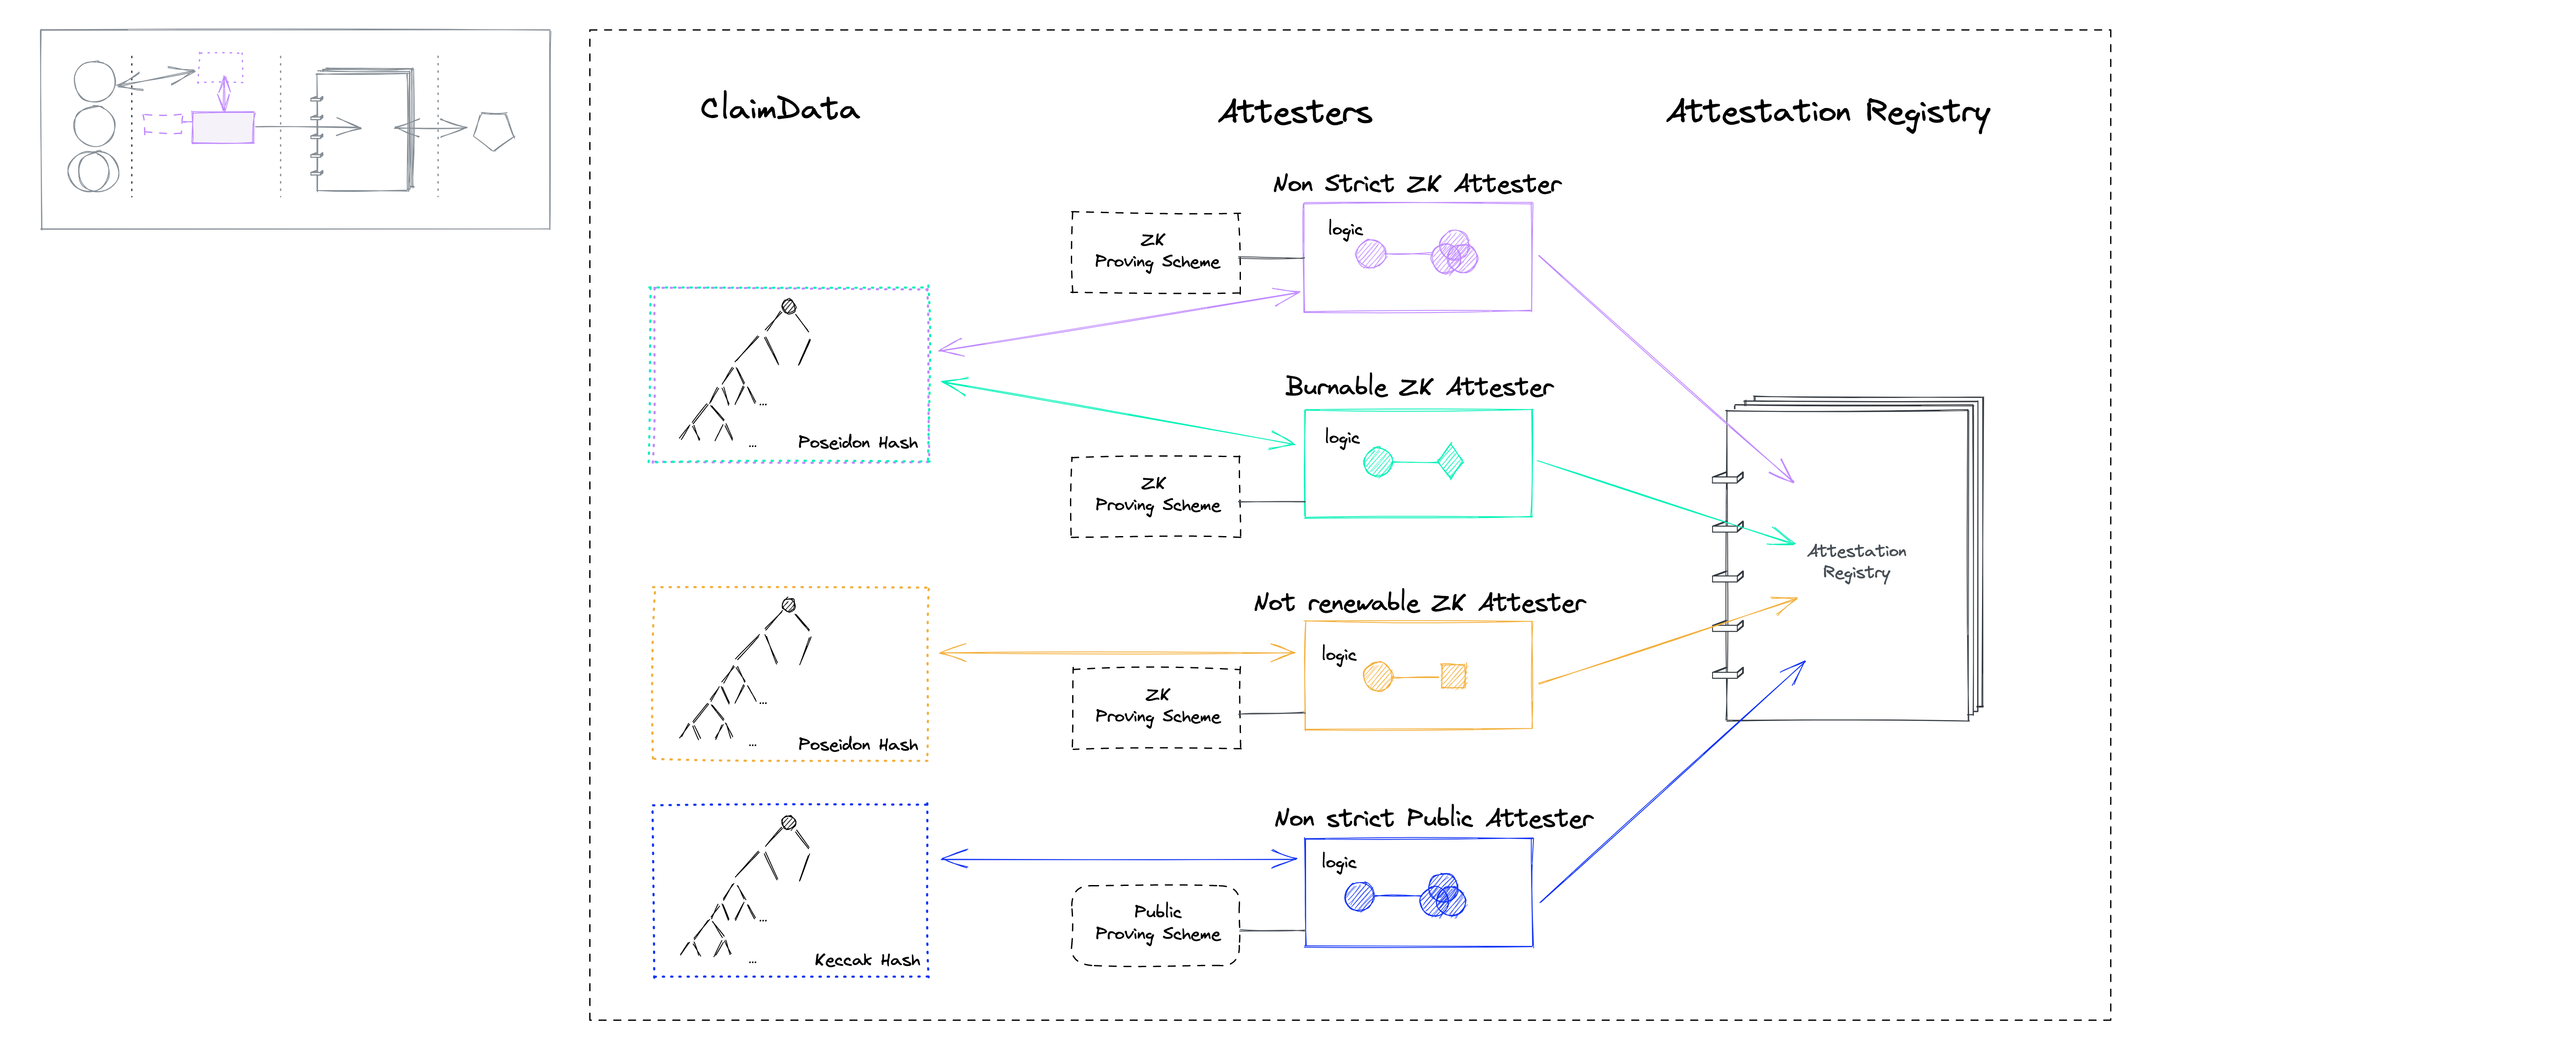 ClaimData
Attesters
Attestation Registry
Non Strict ZK Attester
logic
ZK
Proving Scheme
Burnable ZK Attester
logic
...
...
Poseidon Hash
ZK
Proving Scheme
Attestation
Registry
Not renewable ZK Attester
logic
ZK
Proving Scheme
...
...
Poseidon Hash
Non strict Public Attester
logic
Public
Proving Scheme
...
...
Keccak Hash